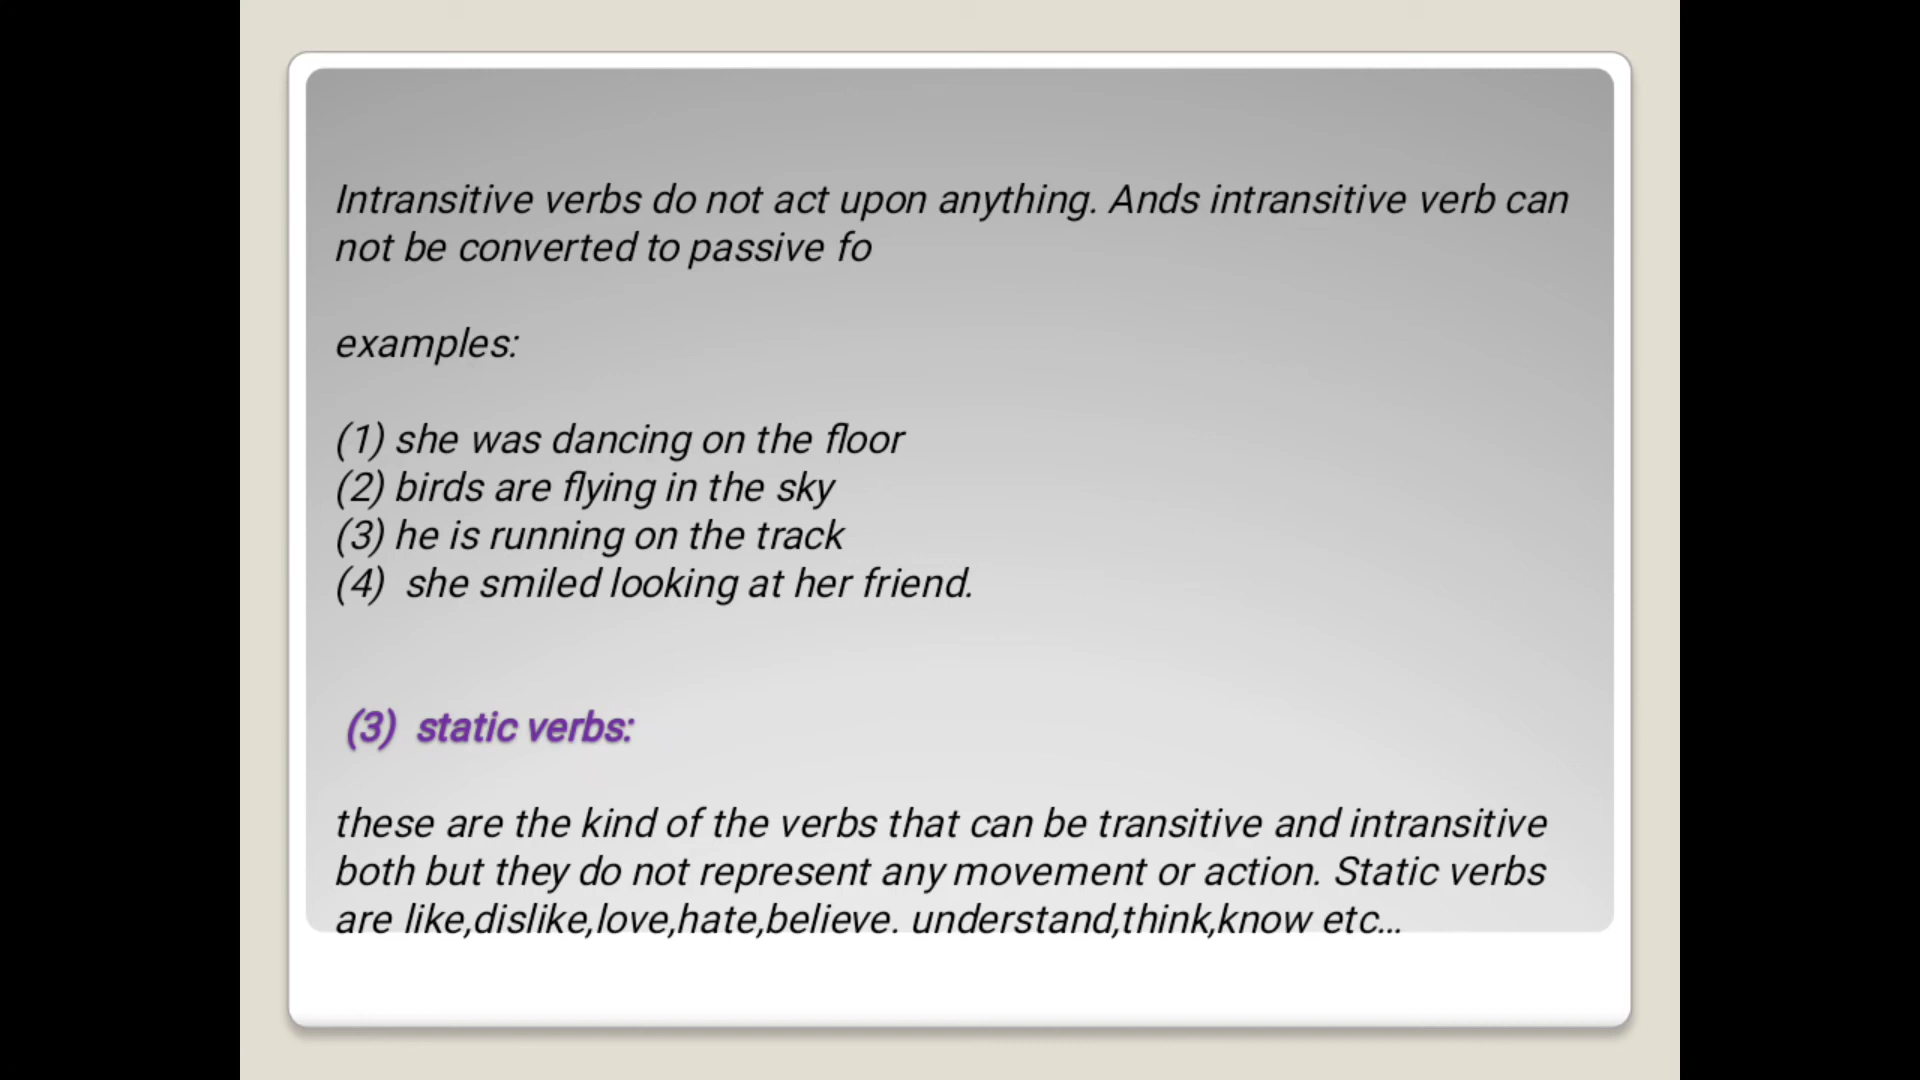 Intransitive verbs do not act upon anything. Ands intransitive verb can
not be converted to passive fo
examples:
(1) she was dancing on the floor
(2) birds are flying in the sky
(3) he is running on the track
(4)  she smiled looking at her friend.
(3)  static verbs:
these are the kind of the verbs that can be transitive and intransitive
both but they do not represent any movement or action. Static verbs
are like,dislike,love,hate,believe. understand,think,know etc...